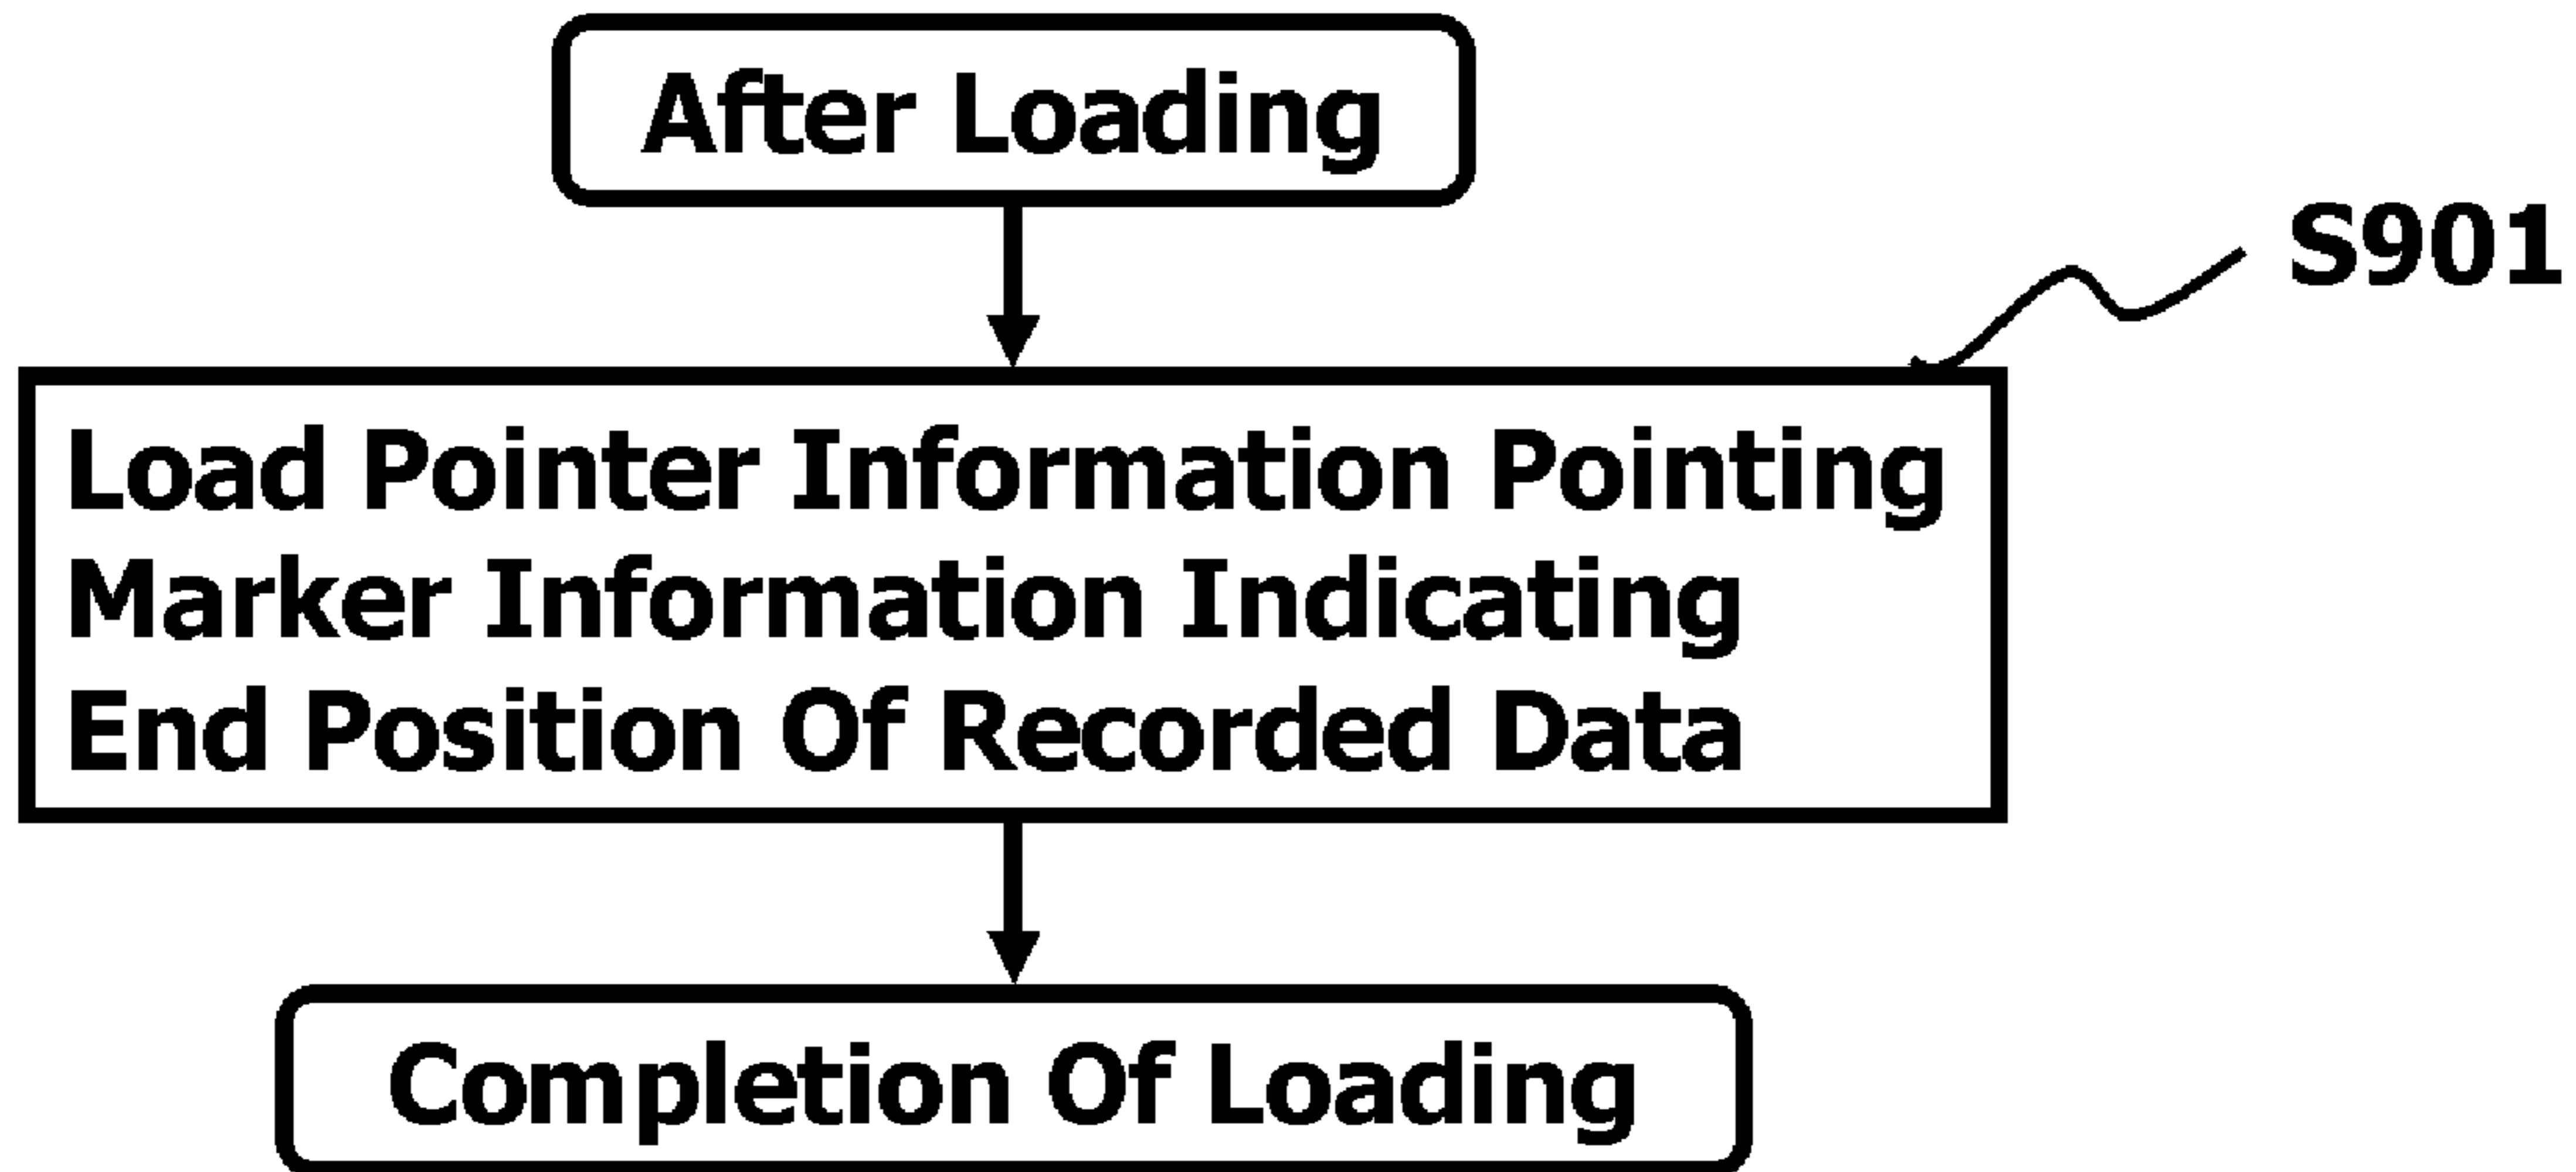 After Loading
S901
Load Pointer Information Pointing
Marker Information Indicating
End Position Of Recorded Data
Completion Of Loading